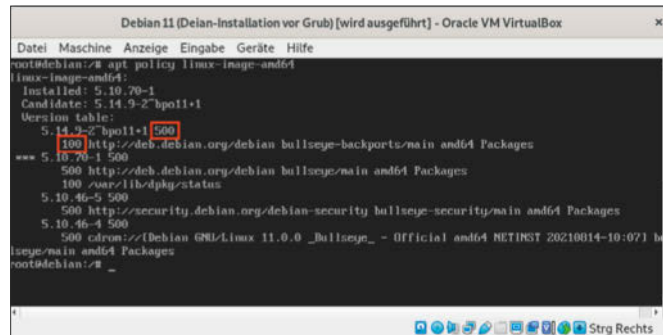 Debian 11 (Deian-Installation vor Grub) [wird ausgeführt] - Oracle VM VirtualBox ×
Datei Maschine Anzeige Eingabe Geräte Hilfe
root@debian:/# apt policy linux-image-amd64
linux-image-amd64:
Installed: 5.10.70-1
Candidate: 5.14.9-2~bpo11+1
Version table:
5.14.9-2~bpo11+1 500
100 http://deb.debian.org/debian bullseye-backports/main amd64 Packages
*** 5.10.70-1 500
500 http://deb.debian.org/debian bullseye/main amd64 Packages
100 /var/lib/dpkg/status
5.10.46-5 500
500 http://security.debian.org/debian-security bullseye-security/main amd64 Packages
5.10.46-4 500
500 cdrom://[Debian GNU/Linux 11.0.0 _Bullseye_ - Official amd64 NETINST 20210814-10:07] bu
lseye/main amd64 Packages
root@debian:/# _
Strg Rechts